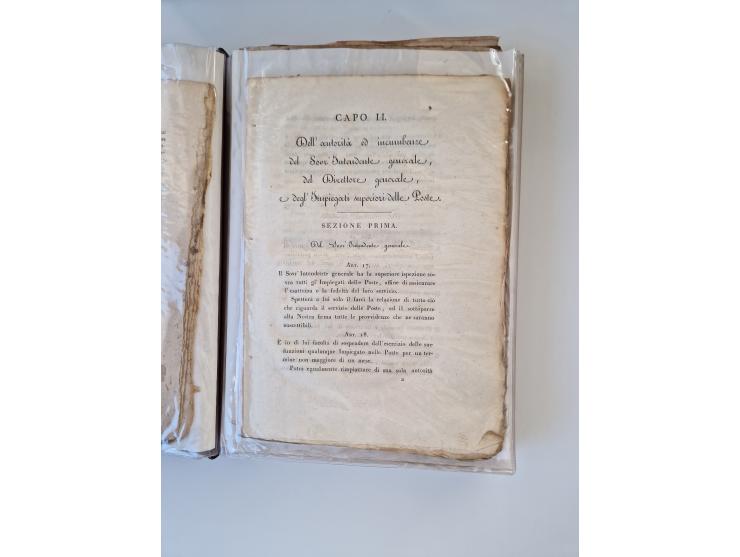 9
CAPO II.
Dell'autorità ed incumbenze
del Sovr'Intendente generale,
del Direttore generale,
e degl'Impiegati superiori delle Poste.
SEZIONE PRIMA.
Del Sovr'Intendente generale.
ART. 17.
Il Sovr'Intendente generale ha la superiore ispezione so-
vra tutti gl'Impiegati delle Poste, affine di assicurare
l'esattezza e la fedeltà del loro servizio.
Spetterà a lui solo il farci la relazione di tutto ciò
che riguarda il servizio delle Poste, ed il sottoporre
alla Nostra firma tutte le provvidenze che ne saranno
suscettibili.
ART. 18.
È in di lui facoltà di sospendere dall'esercizio delle sue
funzioni qualunque Impiegato nelle Poste per un ter-
mine non maggiore di un mese.
Potrà egualmente rimpiazzare di sua sola autorità
2